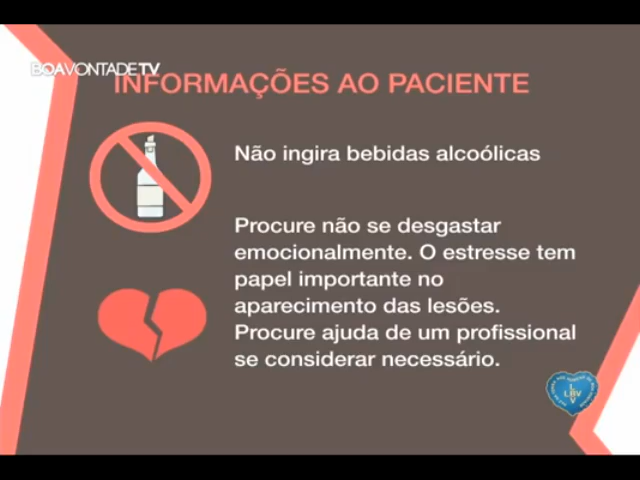 BOAVONTADETV
INFORMAÇÕES AO PACIENTE
Não ingira bebidas alcoólicas
Procure não se desgastar
emocionalmente. O estresse tem
papel importante no
aparecimento das lesões.
Procure ajuda de um profissional
se considerar necessário.
LBV